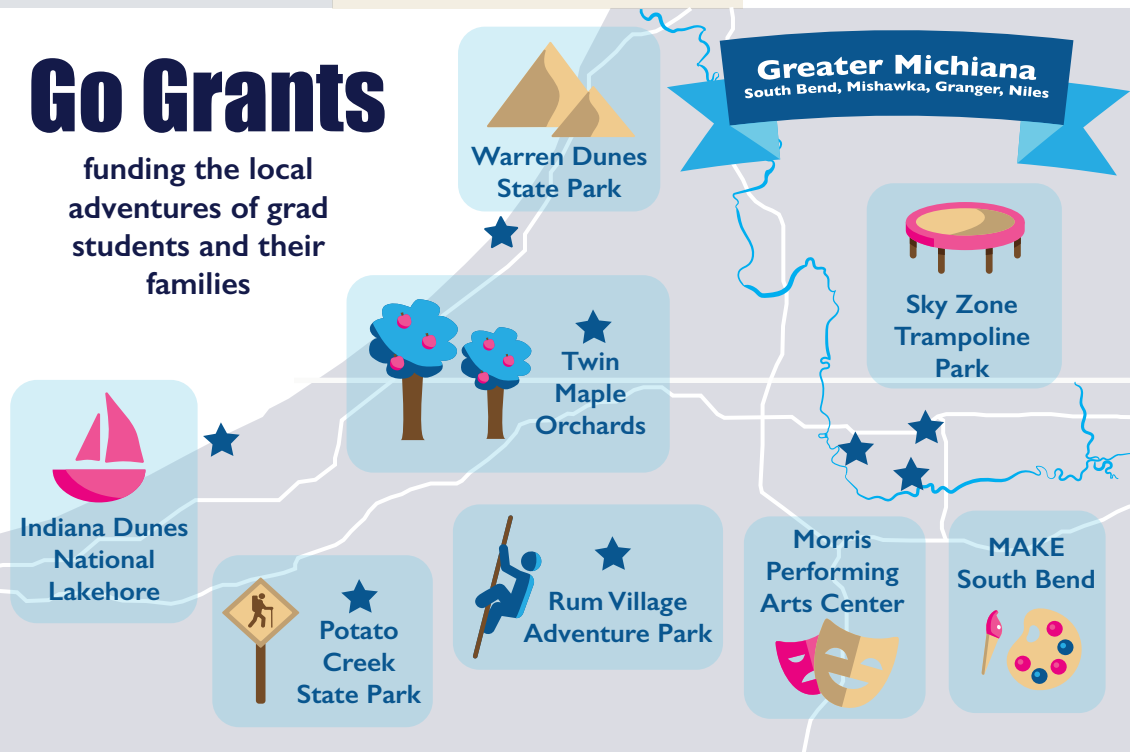 Go Grants
funding the local
adventures of grad
students and their
families
Warren Dunes
State Park
Greater Michiana
South Bend, Mishawka, Granger, Niles
Sky Zone
Trampoline
Park
Twin
Maple
Orchards
Indiana Dunes
National
Lakehore
Potato
Creek
State Park
Rum Village
Adventure Park
Morris
Performing
Arts Center
MAKE
South Bend